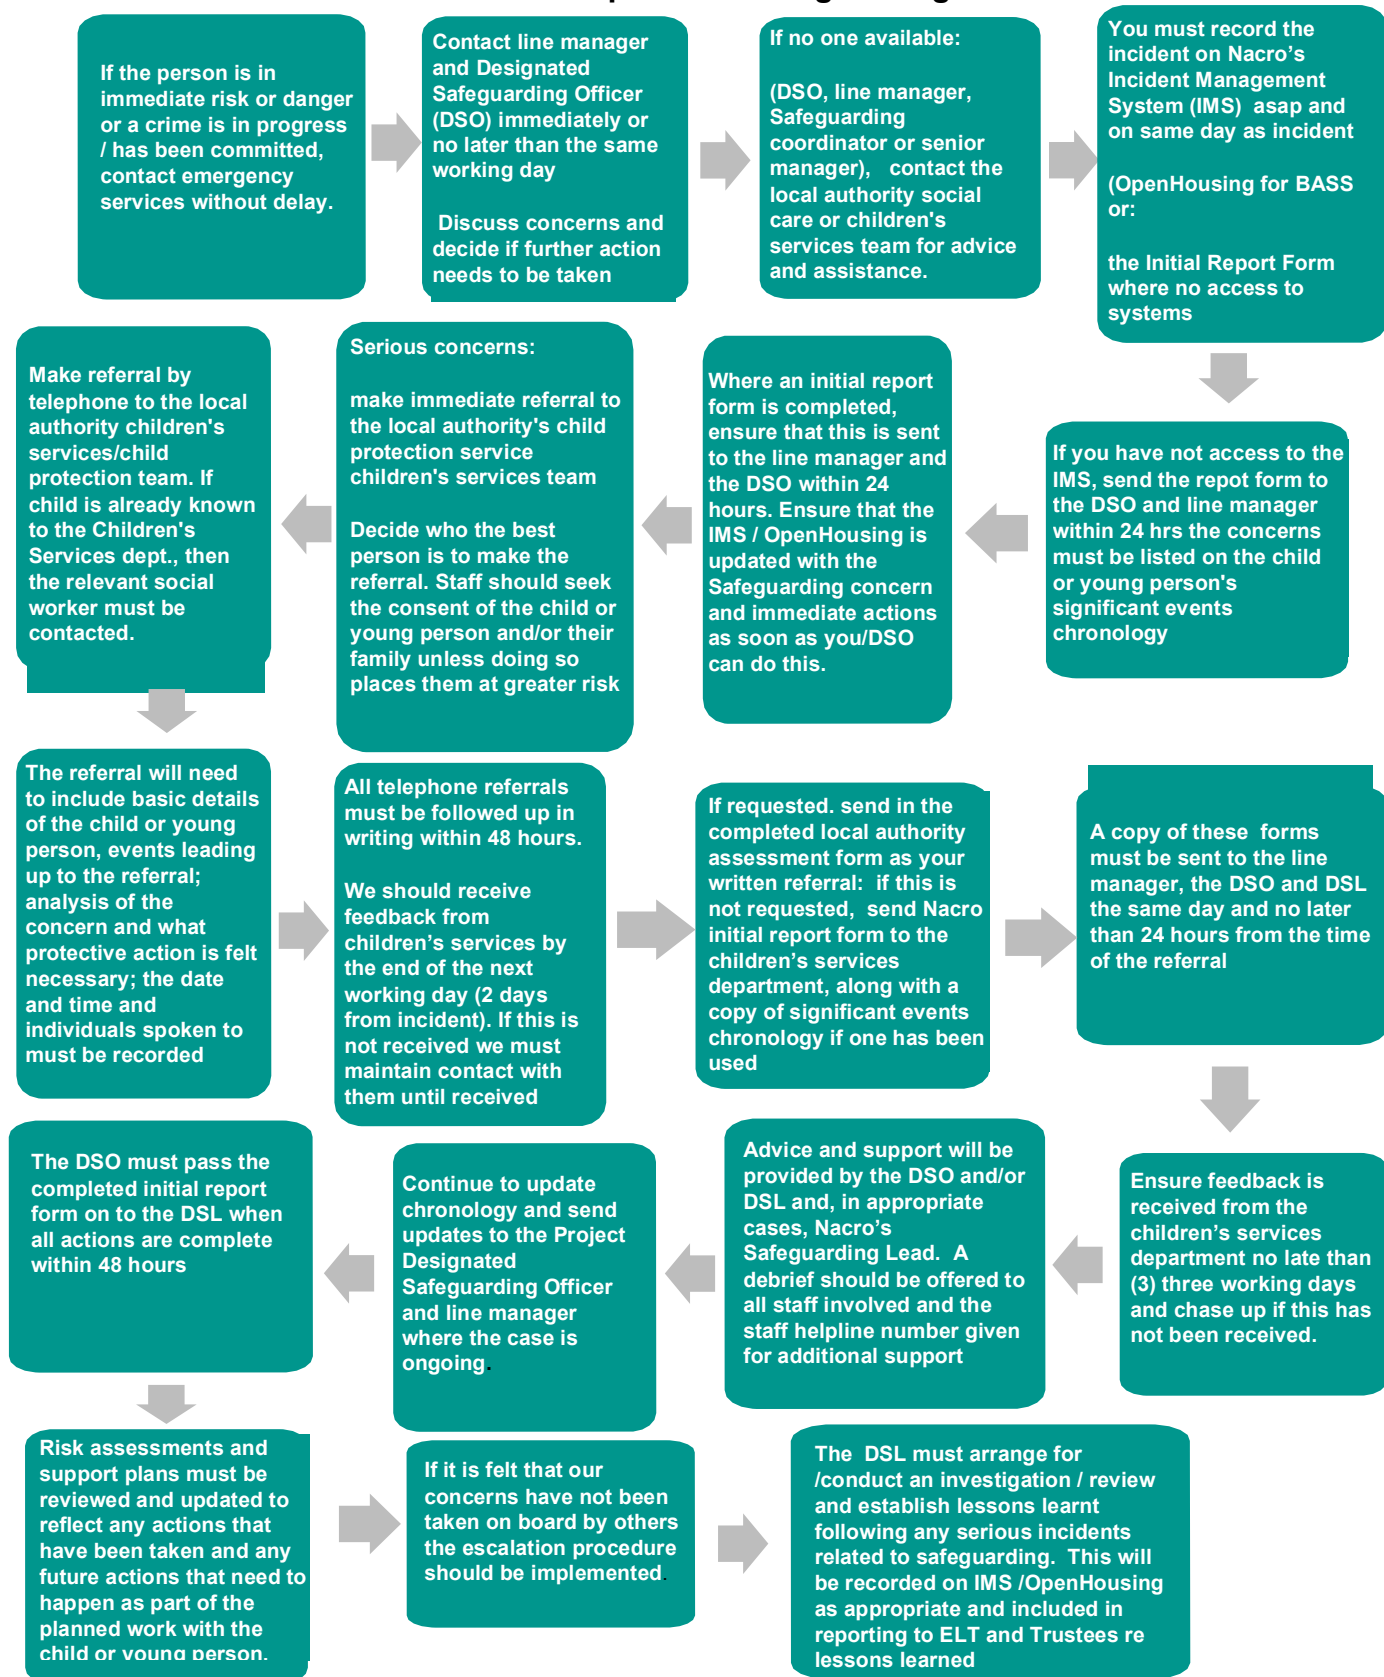 If the person is in
immediate risk or danger
or a crime is in progress
/ has been committed,
contact emergency
services without delay.
Contact line manager
and Designated
Safeguarding Officer
(DSO) immediately or
no later than the same
working day
Discuss concerns and
decide if further action
needs to be taken
If no one available:
(DSO, line manager,
Safeguarding
coordinator or senior
manager), contact the
local authority social
care or children's
services team for advice
and assistance.
You must record the
incident on Nacro's
Incident Management
System (IMS) asap and
on same day as incident
(OpenHousing for BASS
or:
the Initial Report Form
where no access to
systems
If you have not access to the
IMS, send the repot form to
the DSO and line manager
within 24 hrs the concerns
must be listed on the child
or young person's
significant events
chronology
Where an initial report
form is completed,
ensure that this is sent
to the line manager and
the DSO within 24
hours. Ensure that the
IMS / OpenHousing is
updated with the
Safeguarding concern
and immediate actions
as soon as you/DSO
can do this.
Serious concerns:
make immediate referral to
the local authority's child
protection service
children's services team
Decide who the best
person is to make the
referral. Staff should seek
the consent of the child or
young person and/or their
family unless doing so
places them at greater risk
Make referral by
telephone to the local
authority children's
services/child
protection team. If
child is already known
to the Children's
Services dept., then
the relevant social
worker must be
contacted.
The referral will need
to include basic details
of the child or young
person, events leading
up to the referral;
analysis of the
concern and what
protective action is felt
necessary; the date
and time and
individuals spoken to
must be recorded
All telephone referrals
must be followed up in
writing within 48 hours.
We should receive
feedback from
children's services by
the end of the next
working day (2 days
from incident). If this is
not received we must
maintain contact with
them until received
If requested. send in the
completed local authority
assessment form as your
written referral: if this is
not requested, send Nacro
initial report form to the
children's services
department, along with a
copy of significant events
chronology if one has been
used
A copy of these forms
must be sent to the line
manager, the DSO and DSL
the same day and no later
than 24 hours from the time
of the referral
Ensure feedback is
received from the
children's services
department no late than
(3) three working days
and chase up if this has
not been received.
Advice and support will be
provided by the DSO and/or
DSL and, in appropriate
cases, Nacro's
Safeguarding Lead. A
debrief should be offered to
all staff involved and the
staff helpline number given
for additional support
Continue to update
chronology and send
updates to the Project
Designated
Safeguarding Officer
and line manager
where the case is
ongoing.
The DSO must pass the
completed initial report
form on to the DSL when
all actions are complete
within 48 hours
Risk assessments and
support plans must be
reviewed and updated to
reflect any actions that
have been taken and any
future actions that need to
happen as part of the
planned work with the
child or young person.
If it is felt that our
concerns have not been
taken on board by others
the escalation procedure
should be implemented.
The DSL must arrange for
/conduct an investigation / review
and establish lessons learnt
following any serious incidents
related to safeguarding. This will
be recorded on IMS /OpenHousing
as appropriate and included in
reporting to ELT and Trustees re
lessons learned